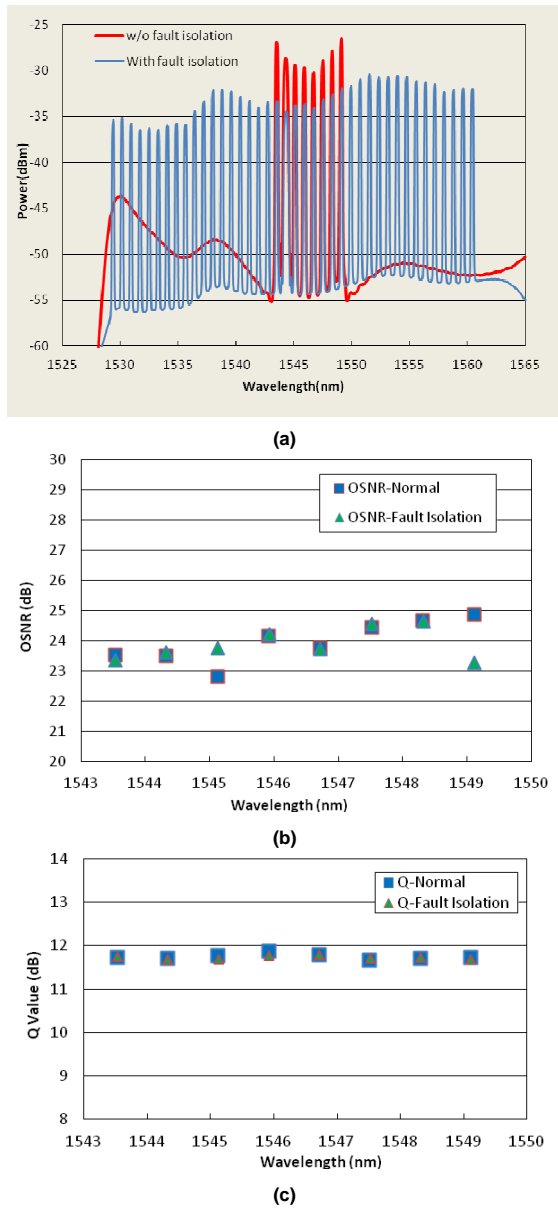 -25
-30
-35
-40
-45
-50
-55
-60
Power(dBm)
w/o fault isolation
With fault isolation
1525 1530 1535 1540 1545 1550 1555 1560 1565
Wavelength(nm)
(a)
30
29
28
27
26
25
24
23
22
21
20
OSNR (dB)
OSNR-Normal
OSNR-Fault Isolation
1543 1544 1545 1546 1547 1548 1549 1550
Wavelength (nm)
(b)
14
13
12
11
10
9
8
Q Value (dB)
Q-Normal
Q-Fault Isolation
1543 1544 1545 1546 1547 1548 1549 1550
Wavelength (nm)
(c)